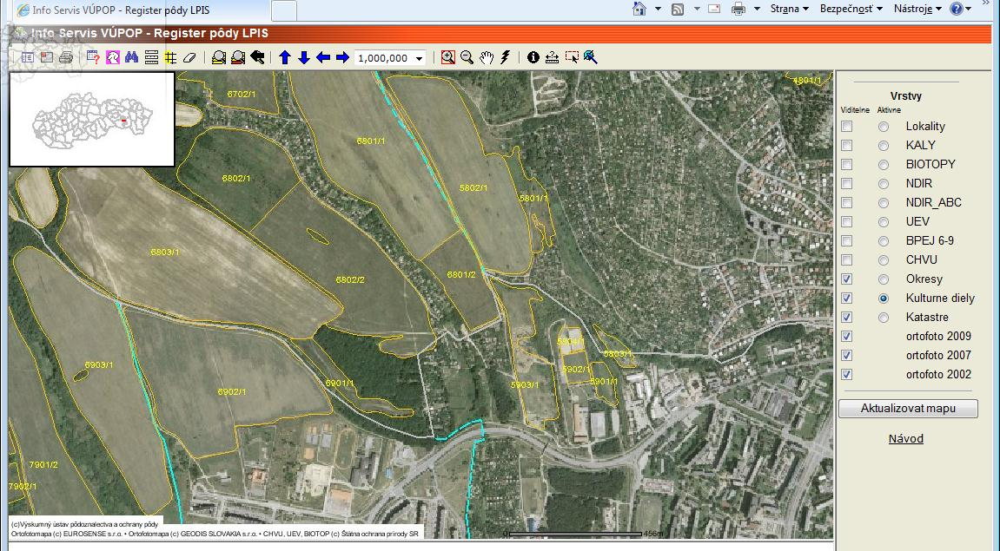 Info Servis VÚPOP - Register pôdy LPIS
Strana Bezpečnosť Nástroje
Info Servis VÚPOP - Register pôdy LPIS
1,000,000
Vrstvy
Viditelne Aktivne
Lokality
KALY
BIOTOPY
NDIR
NDIR_ABC
UEV
BPEJ 6-9
CHVU
Okresy
Kulturne diely
Katastre
ortofoto 2009
ortofoto 2007
ortofoto 2002
Aktualizovat mapu
Návod
4801/1
6702/1
6801/1
6802/1
5802/1
5801/1
6803/1
6801/2
6802/2
5804/1
5803/1
6903/1
5902/1
6901/1
5903/1
5901/1
6902/1
7901/2
7902/1
(c)Výskumný ústav pôdoznalectva a ochrany pôdy
Ortofotomapa (c) EUROSENSE s.r.o. • Ortofotomapa (c) GEODIS SLOVAKIA s.r.o. • CHVU, UEV, BIOTOP (c) Štátna ochrana prírody SR
456m